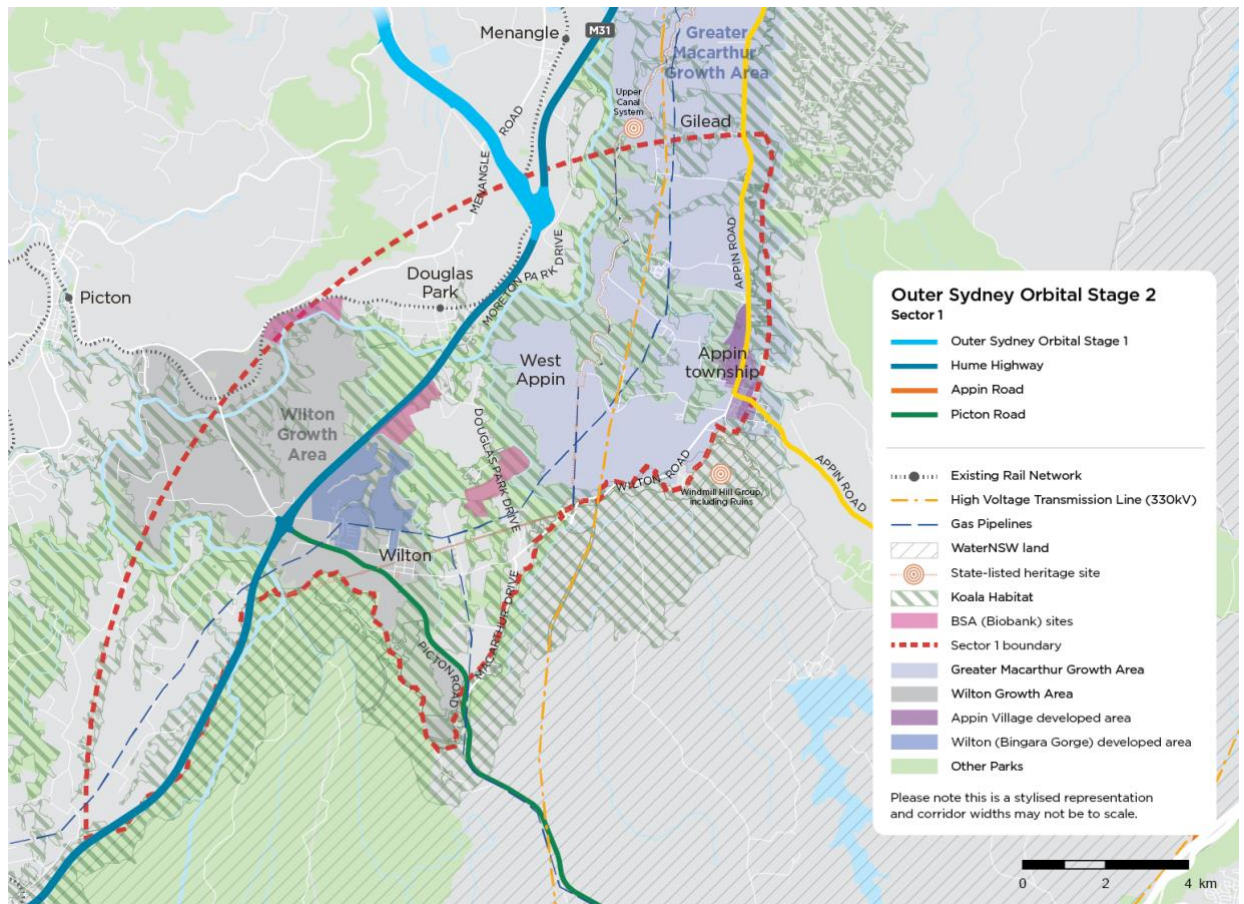 Menangle
M31
Greater
Macarthur
Growth Area
Upper
Canal
System
Gilead
MENANGLE ROAD
APPIN ROAD
MORETON PARK DRIVE
Douglas
Park
Picton
West
Appin
Appin
township
Wilton
Growth
Area
DOUGLAS PARK DRIVE
WILTON ROAD
Windmill Hill Group,
including Ruins
APPIN ROAD
Wilton
MACARTHUR DRIVE
PICTON ROAD
Outer Sydney Orbital Stage 2
Sector 1
Outer Sydney Orbital Stage 1
Hume Highway
Appin Road
Picton Road
Existing Rail Network
High Voltage Transmission Line (330kV)
Gas Pipelines
WaterNSW land
State-listed heritage site
Koala Habitat
BSA (Biobank) sites
Sector 1 boundary
Greater Macarthur Growth Area
Wilton Growth Area
Appin Village developed area
Wilton (Bingara Gorge) developed area
Other Parks
Please note this is a stylised representation
and corridor widths may not be to scale.
0 2 4 km